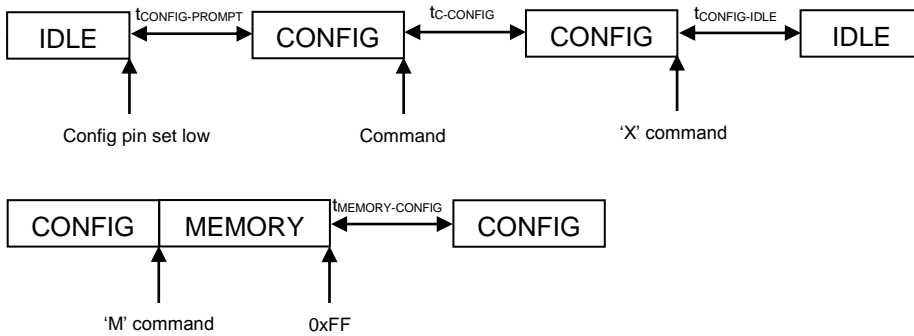 tCONFIG-PROMPT tC-CONFIG tCONFIG-IDLE
IDLE CONFIG CONFIG IDLE
Config pin set low Command ‘X’ command
tMEMORY-CONFIG
CONFIG MEMORY CONFIG
‘M’ command 0xFF